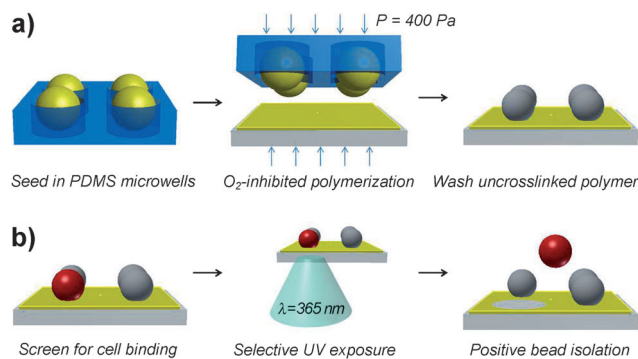 a)
P = 400 Pa
Seed in PDMS microwells
O₂-inhibited polymerization
Wash uncrosslinked polymer
b)
λ=365 nm
Screen for cell binding
Selective UV exposure
Positive bead isolation